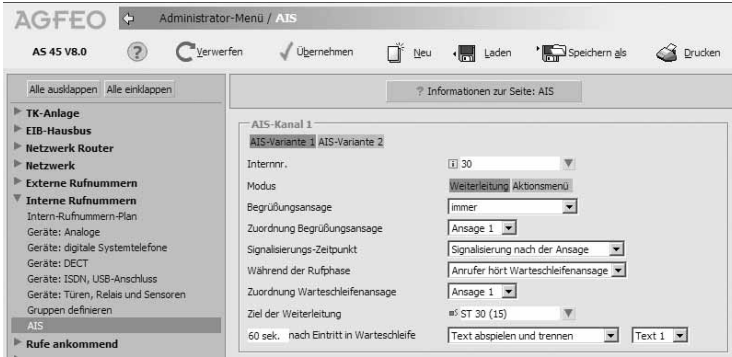 AGFEO Administrator-Menü / AIS
AS 45 V8.0 ? Verwerfen Übernehmen Neu Laden Speichern als Drucken
Alle ausklappen Alle einklappen
? Informationen zur Seite: AIS
TK-Anlage
EIB-Hausbus
Netzwerk Router
Netzwerk
Externe Rufnummern
Interne Rufnummern
Intern-Rufnummern-Plan
Geräte: Analoge
Geräte: digitale Systemtelefone
Geräte: DECT
Geräte: ISDN, USB-Anschluss
Geräte: Türen, Relais und Sensoren
Gruppen definieren
AIS
Rufe ankommend
AIS-Kanal 1
AIS-Variante 1 AIS-Variante 2
Internnr. i 30
Modus Weiterleitung Aktionsmenü
Begrüßungsansage immer
Zuordnung Begrüßungsansage Ansage 1
Signalisierungs-Zeitpunkt Signalisierung nach der Ansage
Während der Rufphase Anrufer hört Warteschleifenansage
Zuordnung Warteschleifenansage Ansage 1
Ziel der Weiterleitung ST 30 (15)
60 sek. nach Eintritt in Warteschleife Text abspielen und trennen Text 1